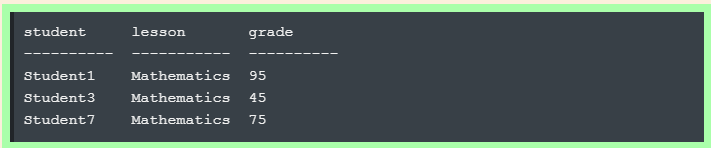 student     lesson       grade
----------  -----------  ----------
Student1    Mathematics  95
Student3    Mathematics  45
Student7    Mathematics  75